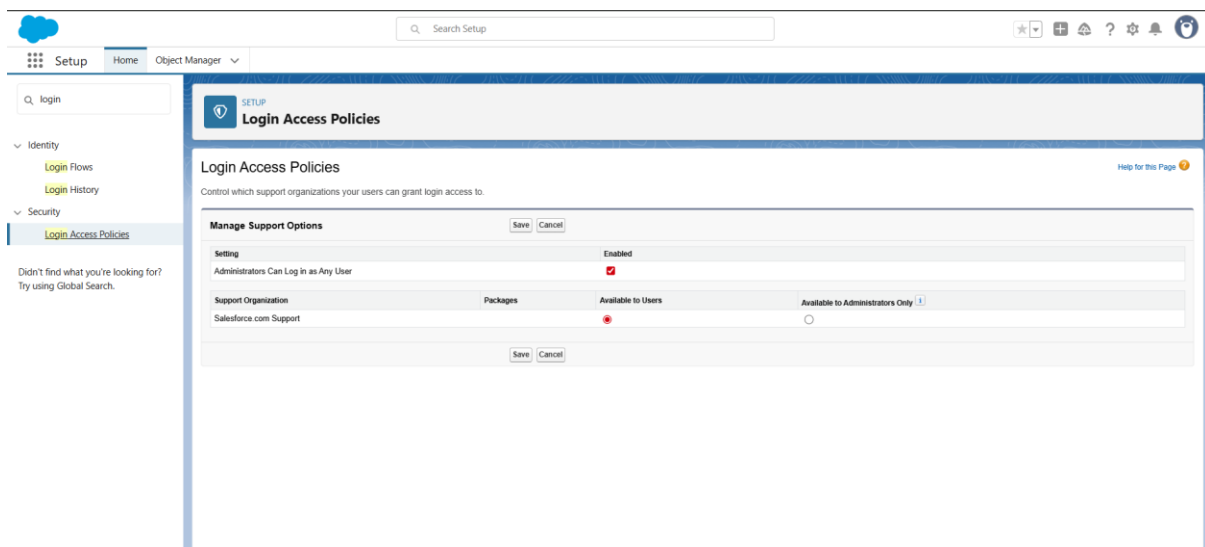 Search Setup
Setup Home Object Manager
login
Identity
Login Flows
Login History
Security
Login Access Policies
Didn't find what you're looking for?
Try using Global Search.
SETUP
Login Access Policies
Login Access Policies
Help for this Page ?
Control which support organizations your users can grant login access to.
Manage Support Options Save Cancel
Setting Enabled
Administrators Can Log in as Any User
Support Organization Packages Available to Users Available to Administrators Only i
Salesforce.com Support
Save Cancel